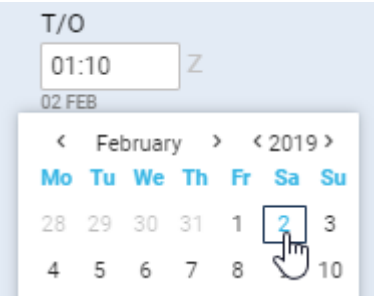 T/O
01:10 Z
02 FEB
‹ February › ‹ 2019 ›
Mo Tu We Th Fr Sa Su
28 29 30 31 1 2 3
4 5 6 7 8 10